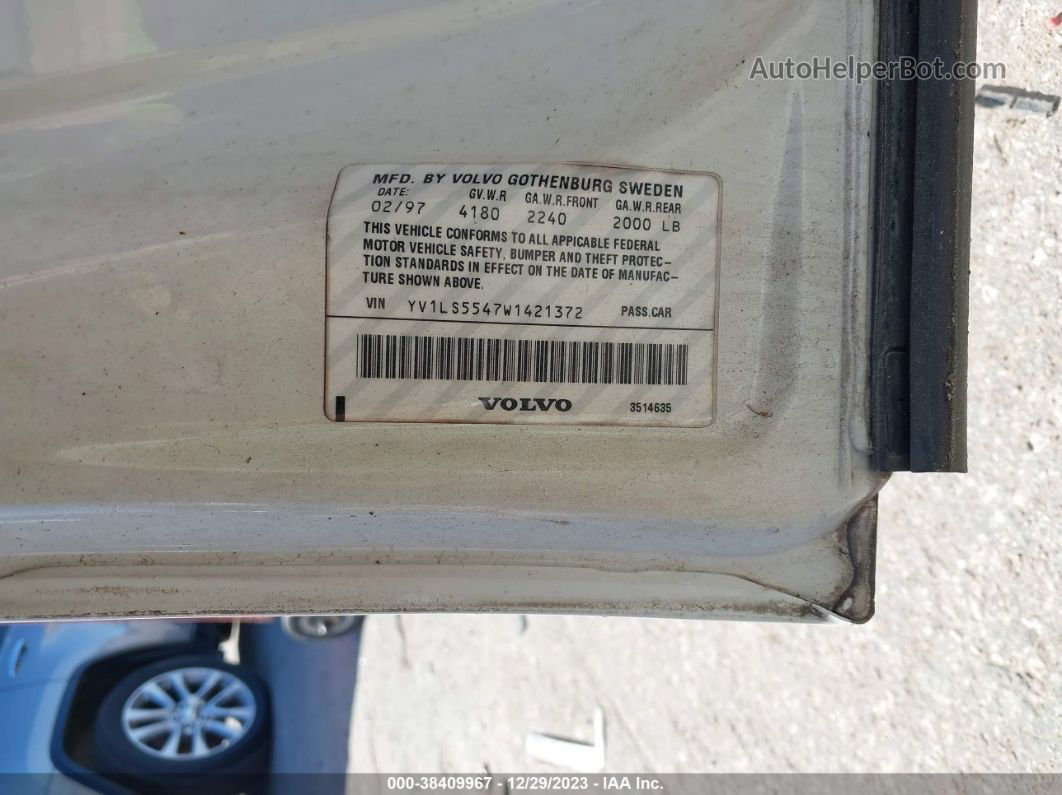 AutoHelperBot.com
MFD. BY VOLVO GOTHENBURG SWEDEN
DATE: GV.W.R GA.W.R.FRONT GA.W.R.REAR
02/97 4180 2240 2000 LB
THIS VEHICLE CONFORMS TO ALL APPICABLE FEDERAL
MOTOR VEHICLE SAFETY, BUMPER AND THEFT PROTEC-
TION STANDARDS IN EFFECT ON THE DATE OF MANUFAC-
TURE SHOWN ABOVE.
VIN YV1LS5547W1421372 PASS.CAR
VOLVO 3514635
000-38409967 - 12/29/2023 - IAA Inc.